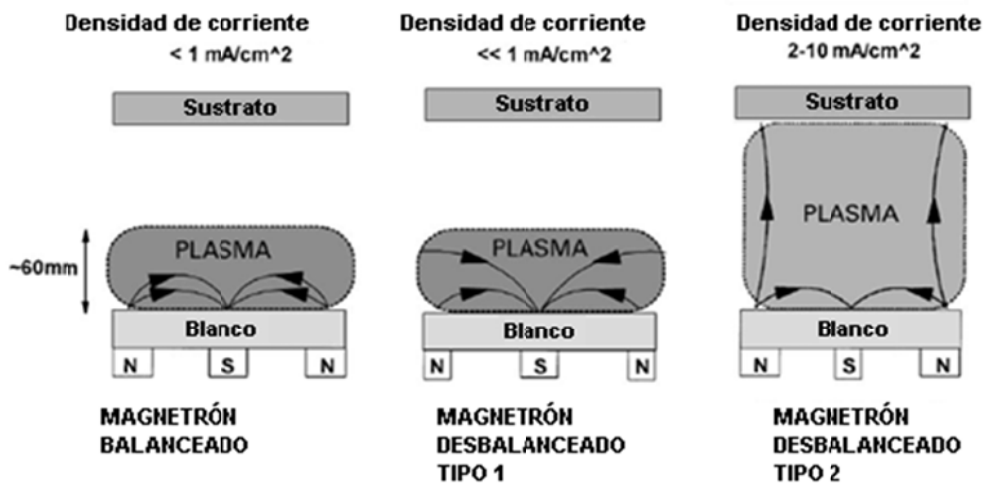 Densidad de corriente
< 1 mA/cm^2
Sustrato
~60mm
PLASMA
Blanco
N S N
MAGNETRÓN
BALANCEADO
Densidad de corriente
<< 1 mA/cm^2
Sustrato
PLASMA
Blanco
N S N
MAGNETRÓN
DESBALANCEADO
TIPO 1
Densidad de corriente
2-10 mA/cm^2
Sustrato
PLASMA
Blanco
N S N
MAGNETRÓN
DESBALANCEADO
TIPO 2